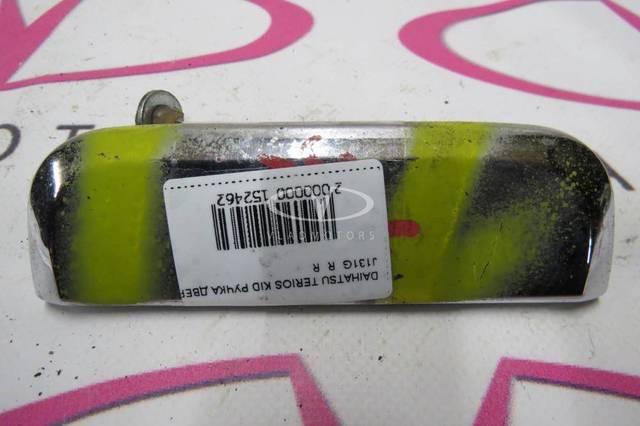 DAIHATSU TERIOS KID РУЧКА ДВЕР
J131G R R
2 000000 152462